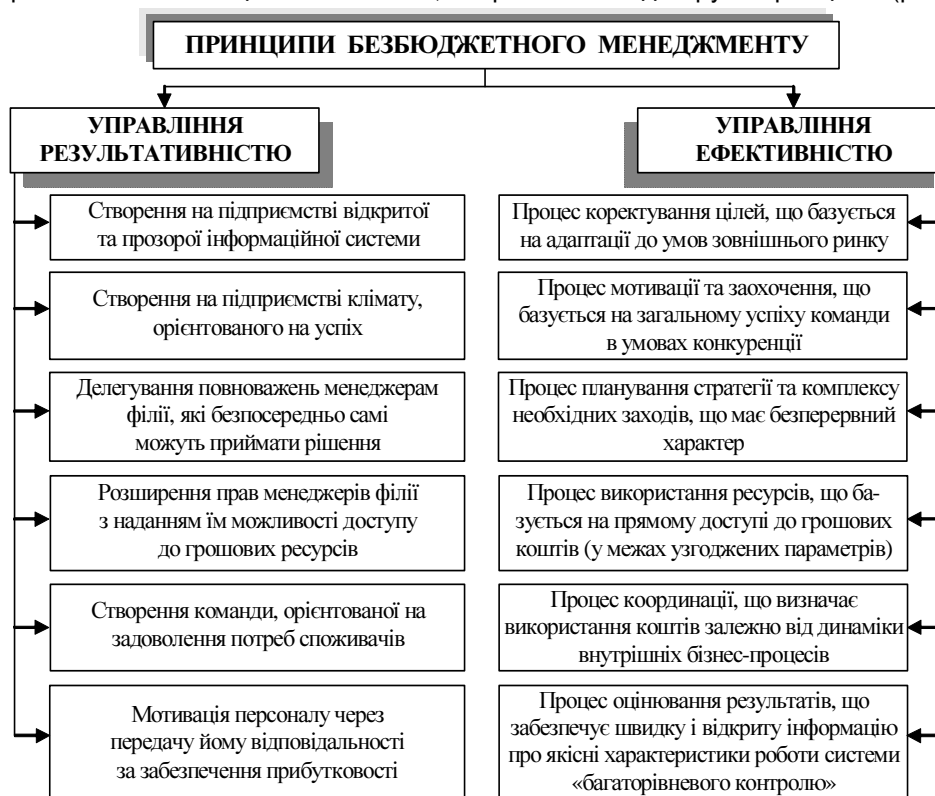 ПРИНЦИПИ БЕЗБЮДЖЕТНОГО МЕНЕДЖМЕНТУ
УПРАВЛІННЯ
РЕЗУЛЬТАТИВНІСТЮ
Створення на підприємстві відкритої
та прозорої інформаційної системи
Створення на підприємстві клімату,
орієнтованого на успіх
Делегування повноважень менеджерам
філії, які безпосередньо самі
можуть приймати рішення
Розширення прав менеджерів філії
з наданням їм можливості доступу
до грошових ресурсів
Створення команди, орієнтованої на
задоволення потреб споживачів
Мотивація персоналу через
передачу йому відповідальності
за забезпечення прибутковості
УПРАВЛІННЯ
ЕФЕКТИВНІСТЮ
Процес коректування цілей, що базується
на адаптації до умов зовнішнього ринку
Процес мотивації та заохочення, що
базується на загальному успіху команди
в умовах конкуренції
Процес планування стратегії та комплексу
необхідних заходів, що має безперервний
характер
Процес використання ресурсів, що ба-
зується на прямому доступі до грошових
коштів (у межах узгоджених параметрів)
Процес координації, що визначає
використання коштів залежно від динаміки
внутрішніх бізнес-процесів
Процес оцінювання результатів, що
забезпечує швидку і відкриту інформацію
про якісні характеристики роботи системи
«багаторівневого контролю»